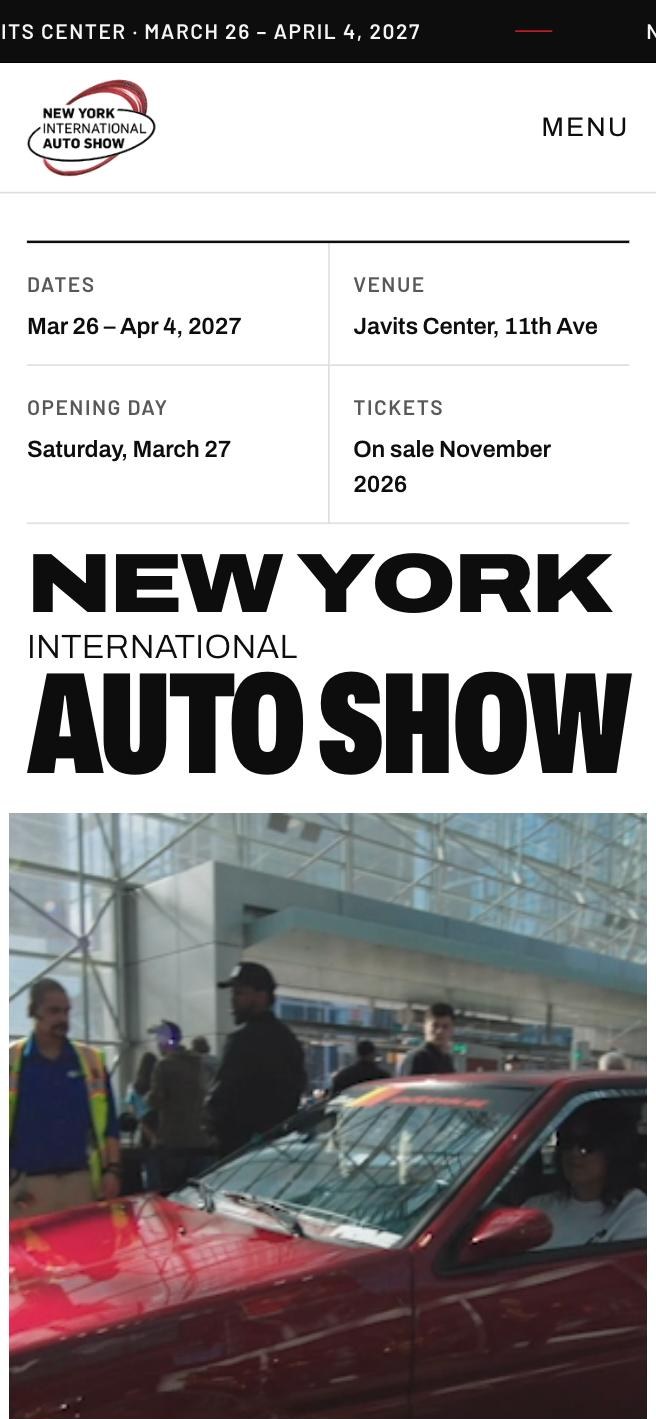 ITS CENTER · MARCH 26 – APRIL 4, 2027
NEW YORK
INTERNATIONAL
AUTO SHOW
MENU
DATES
Mar 26 – Apr 4, 2027
VENUE
Javits Center, 11th Ave
OPENING DAY
Saturday, March 27
TICKETS
On sale November
2026
NEW YORK
INTERNATIONAL
AUTO SHOW